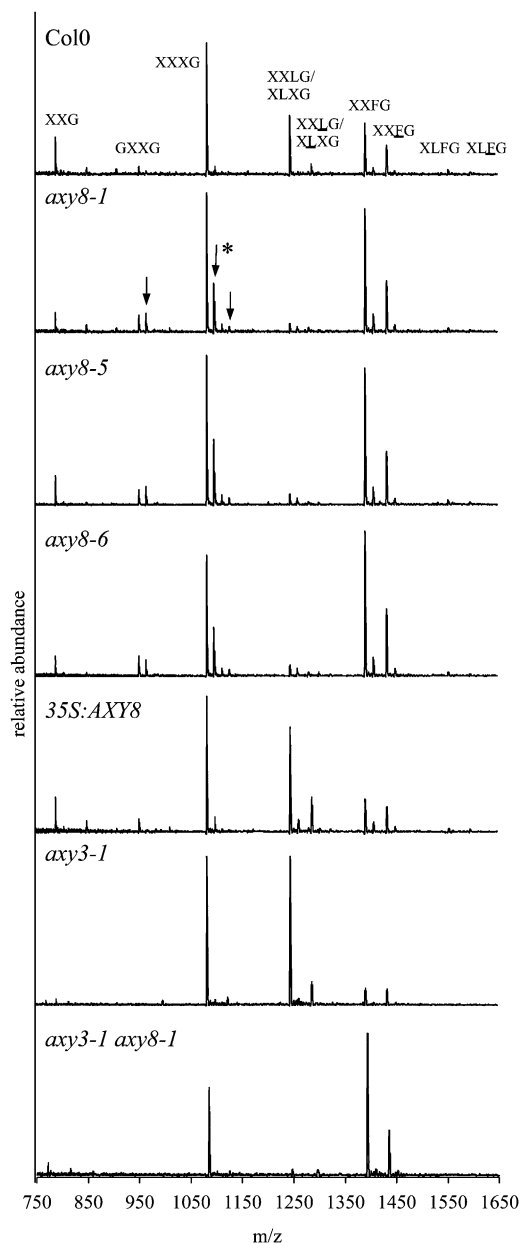 Col0
XXXG
XXLG/
XLXG
XXLG/
XLXG
XXFG
XXFG
XXG
GXXG
XLFG XLFG
axy8-1
*
axy8-5
axy8-6
relative abundance
35S:AXY8
axy3-1
axy3-1 axy8-1
750 850 950 1050 1150 1250 1350 1450 1550 1650
m/z